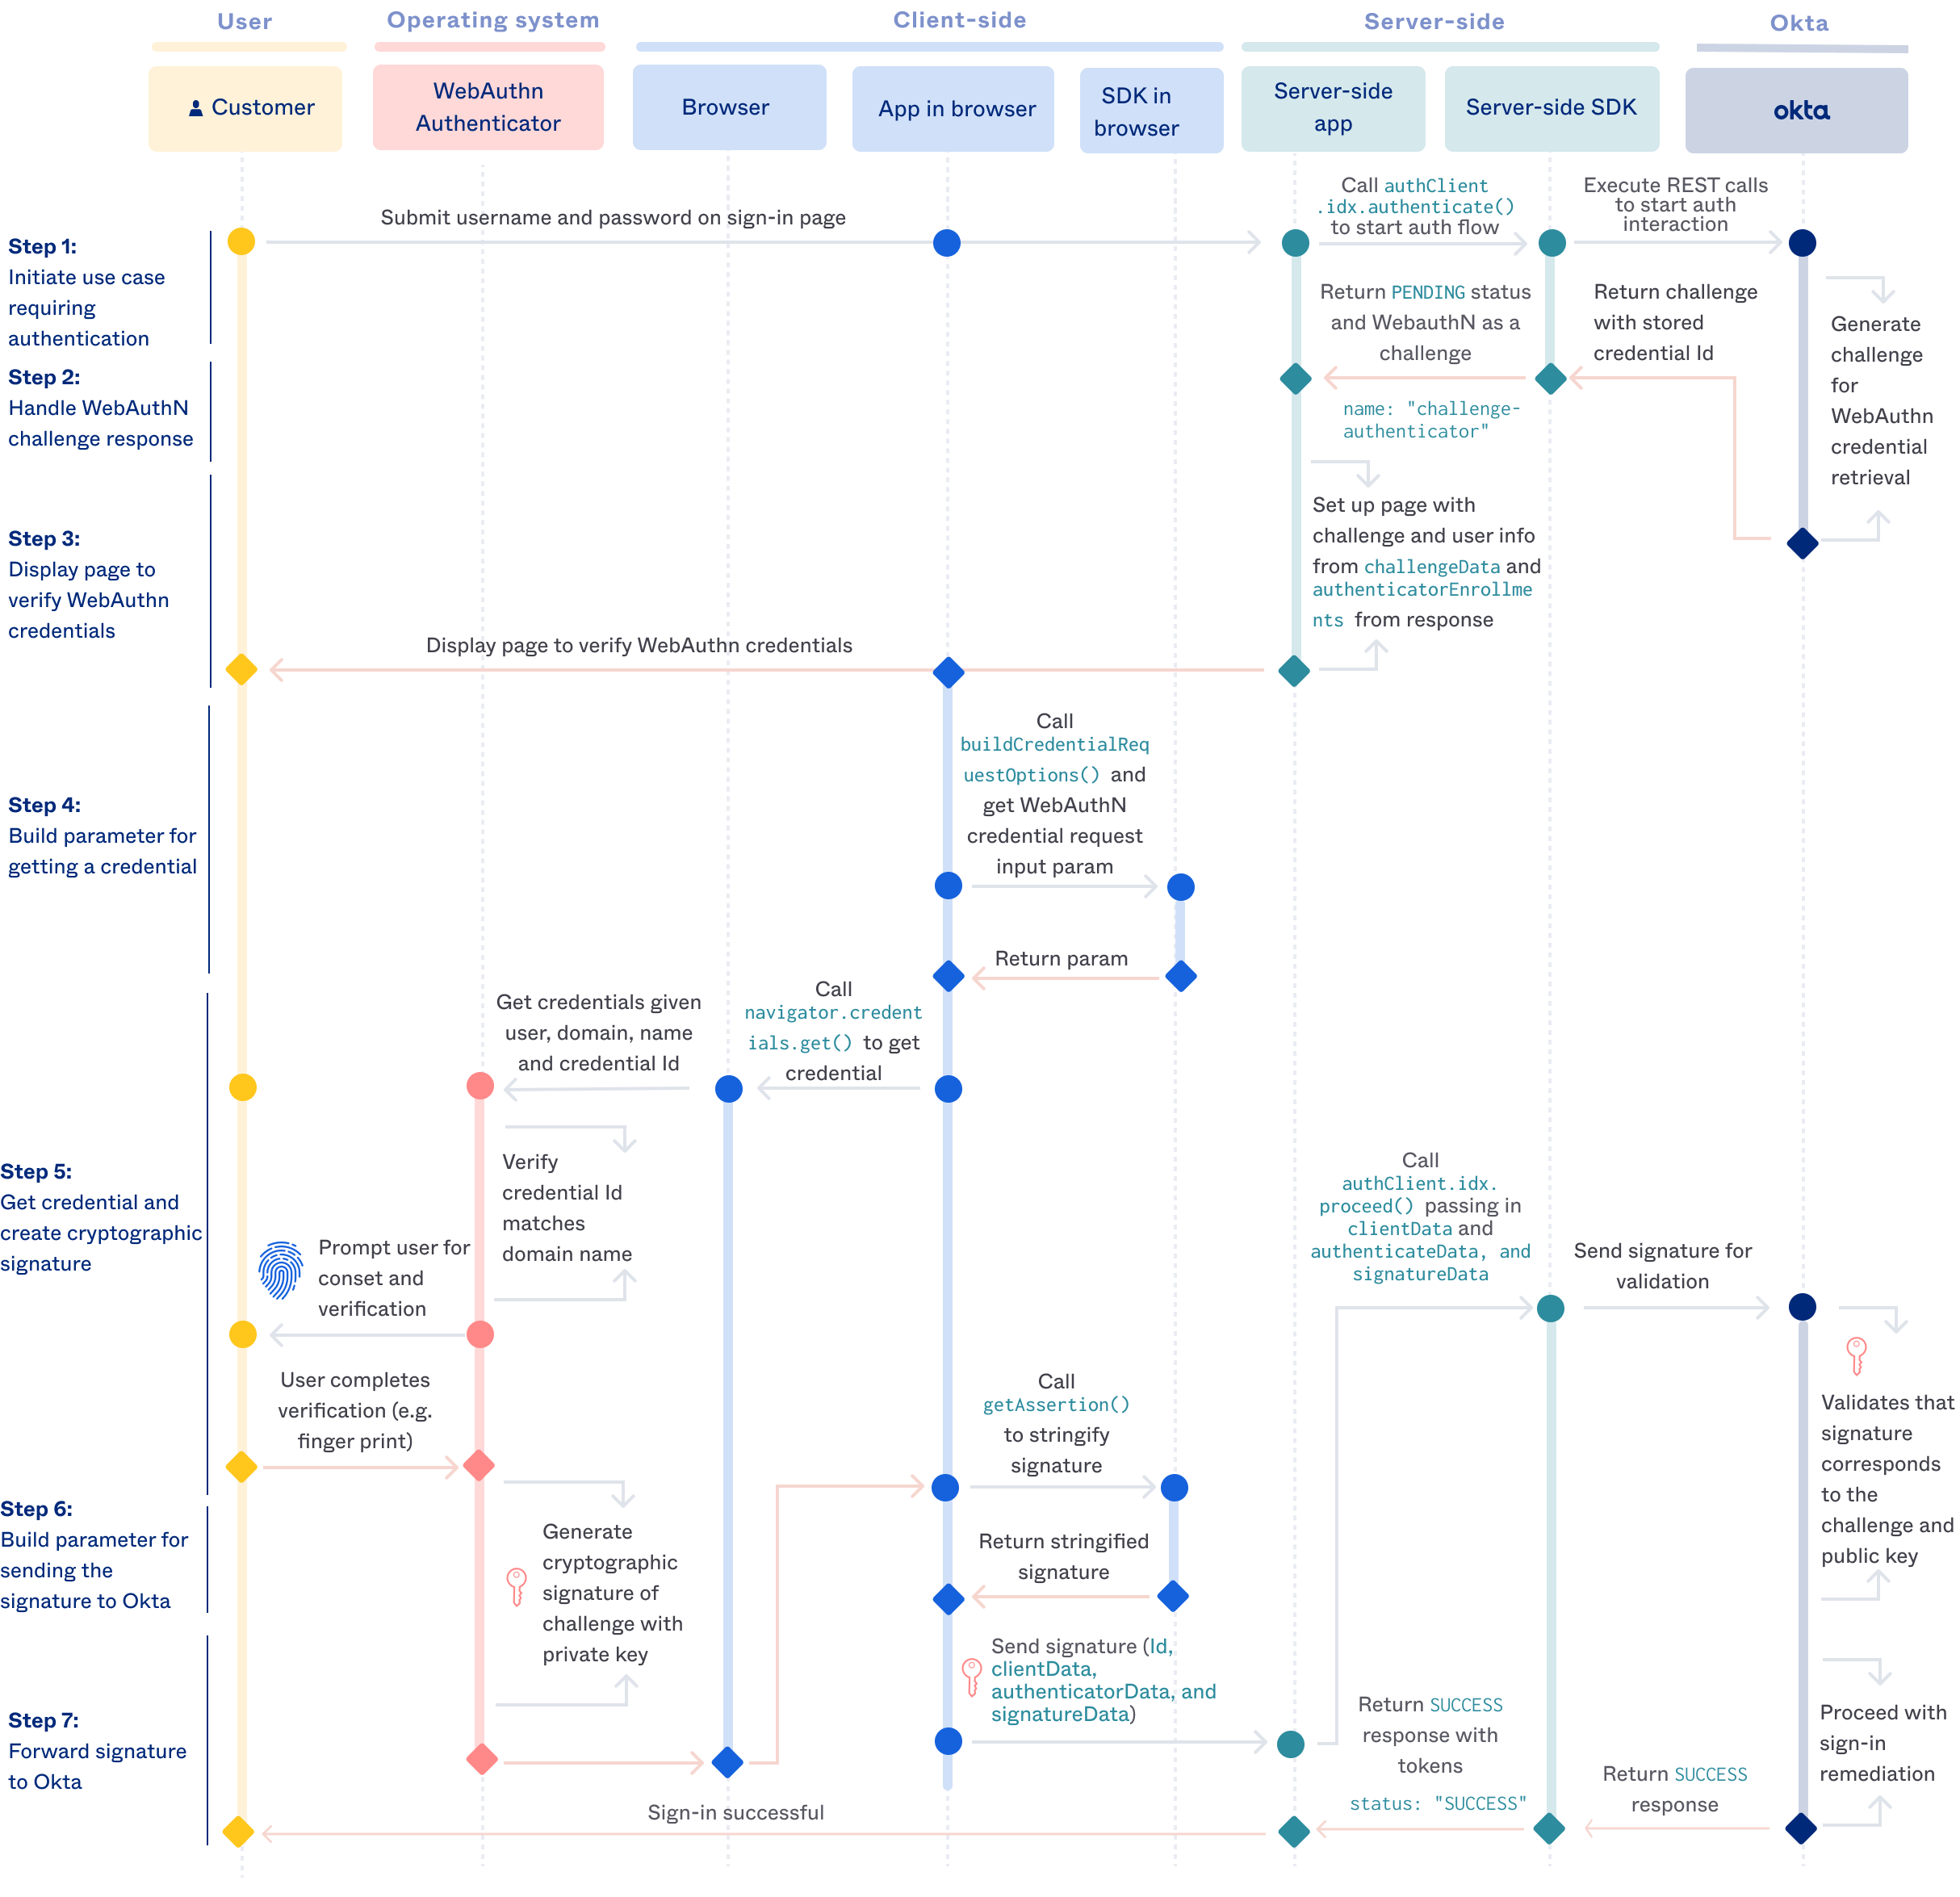 User
Operating system
Client-side
Server-side
Okta
Customer
WebAuthn
Authenticator
Browser
App in browser
SDK in
browser
Server-side
app
Server-side SDK
okta
Step 1:
Initiate use case
requiring
authentication
Submit username and password on sign-in page
Call authClient
.idx.authenticate()
to start auth flow
Execute REST calls
to start auth
interaction
Generate
challenge
for
WebAuthn
credential
retrieval
Return challenge
with stored
credential Id
Return PENDING status
and WebauthN as a
challenge
name: "challenge-
authenticator"
Step 2:
Handle WebAuthN
challenge response
Step 3:
Display page to
verify WebAuthn
credentials
Set up page with
challenge and user info
from challengeData and
authenticatorEnrollme
nts from response
Display page to verify WebAuthn credentials
Step 4:
Build parameter for
getting a credential
Call
buildCredentialReq
uestOptions() and
get WebAuthN
credential request
input param
Return param
Step 5:
Get credential and
create cryptographic
signature
Call
navigator.credent
ials.get() to get
credential
Get credentials given
user, domain, name
and credential Id
Verify
credential Id
matches
domain name
Prompt user for
conset and
verification
User completes
verification (e.g.
finger print)
Generate
cryptographic
signature of
challenge with
private key
Step 6:
Build parameter for
sending the
signature to Okta
Call
getAssertion()
to stringify
signature
Return stringified
signature
Step 7:
Forward signature
to Okta
Send signature (Id,
clientData,
authenticatorData, and
signatureData)
Call
authClient.idx.
proceed() passing in
clientData and
authenticateData, and
signatureData
Send signature for
validation
Validates that
signature
corresponds
to the
challenge and
public key
Proceed with
sign-in
remediation
Return SUCCESS
response
Return SUCCESS
response with
tokens
status: "SUCCESS"
Sign-in successful